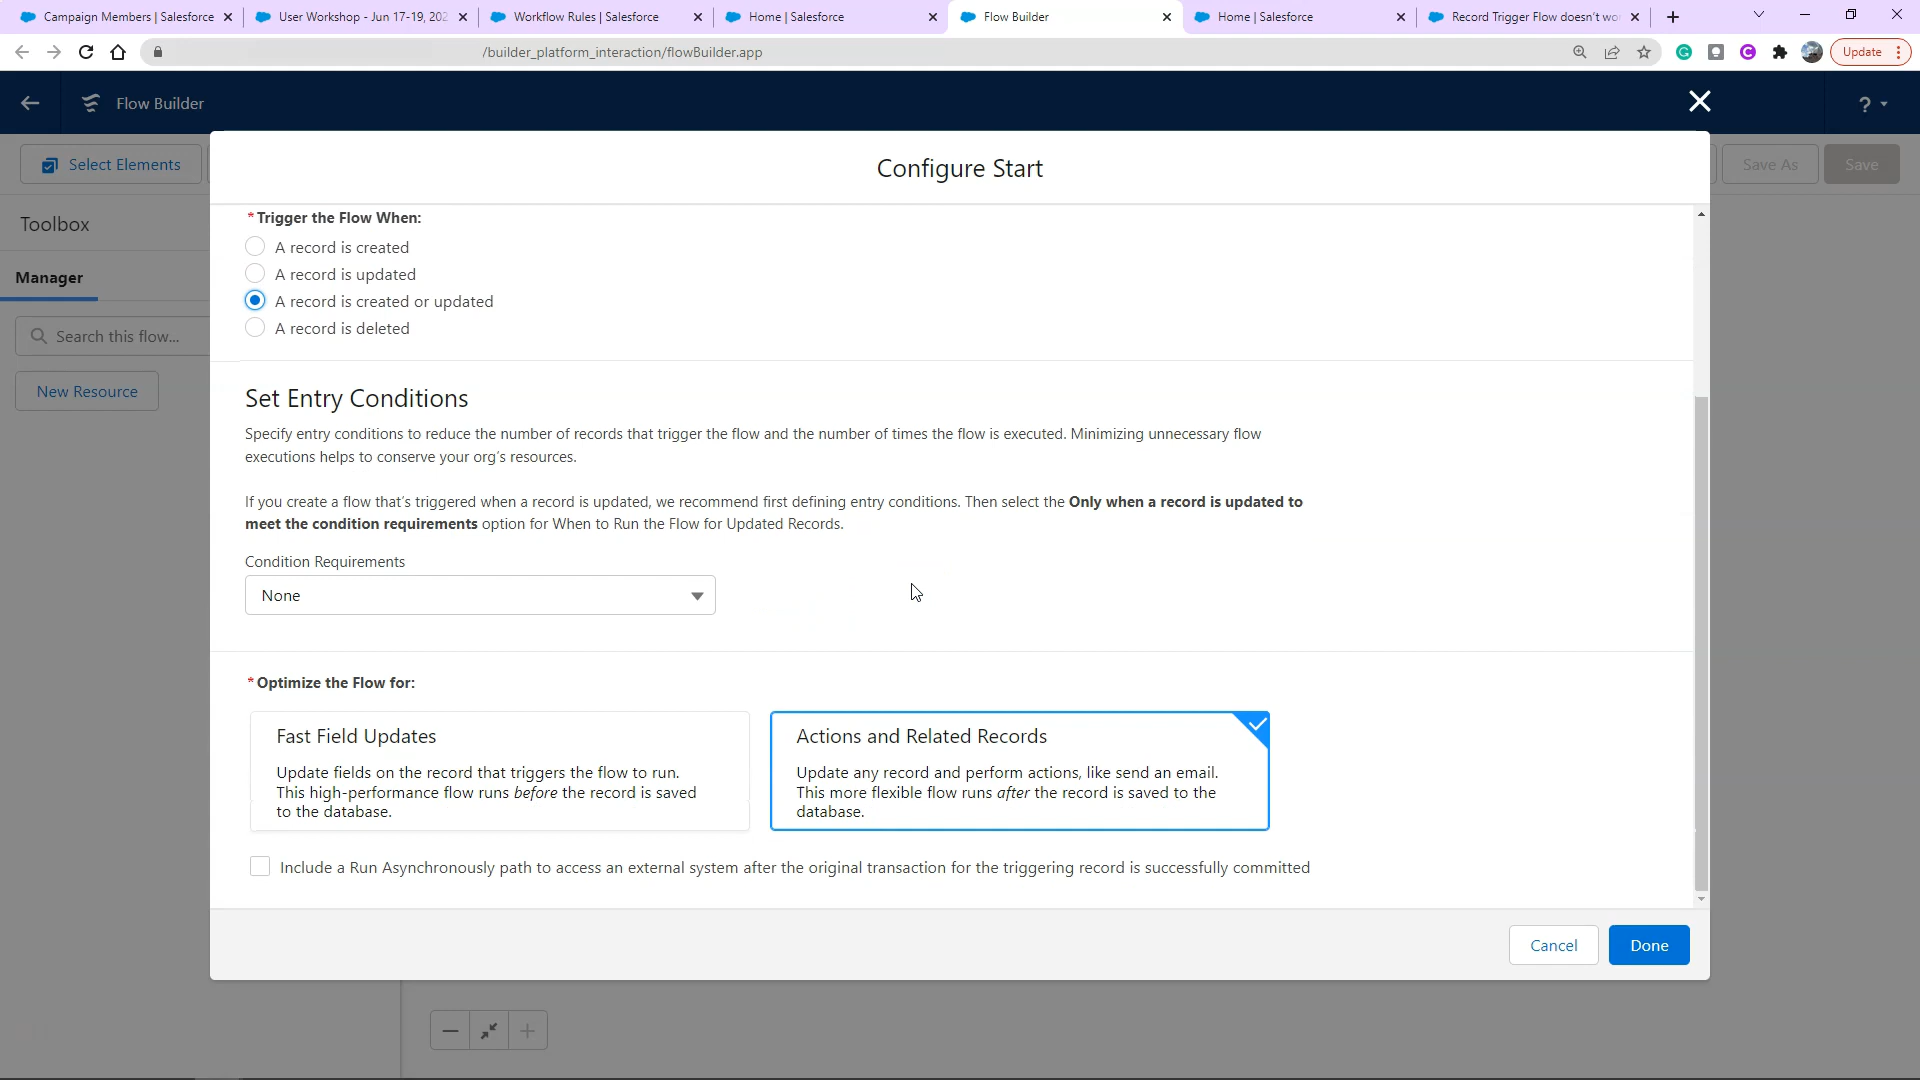 Campaign Members | Salesforce
User Workshop - Jun 17-19, 202
Workflow Rules | Salesforce
Home | Salesforce
Flow Builder
Home | Salesforce
Record Trigger Flow doesn't wo
/builder_platform_interaction/flowBuilder.app
Update
Flow Builder
?
Select Elements
Save As
Save
Configure Start
Toolbox
Manager
Search this flow...
New Resource
* Trigger the Flow When:
A record is created
A record is updated
A record is created or updated
A record is deleted
Set Entry Conditions
Specify entry conditions to reduce the number of records that trigger the flow and the number of times the flow is executed. Minimizing unnecessary flow
executions helps to conserve your org's resources.
If you create a flow that's triggered when a record is updated, we recommend first defining entry conditions. Then select the Only when a record is updated to
meet the condition requirements option for When to Run the Flow for Updated Records.
Condition Requirements
None
* Optimize the Flow for:
Fast Field Updates
Update fields on the record that triggers the flow to run.
This high-performance flow runs before the record is saved
to the database.
Actions and Related Records
Update any record and perform actions, like send an email.
This more flexible flow runs after the record is saved to the
database.
Include a Run Asynchronously path to access an external system after the original transaction for the triggering record is successfully committed
Cancel
Done